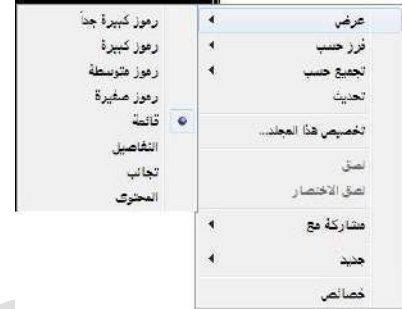 عرض
فرز حسب
تجميع حسب
تحديث
تخصيص هذا المجلد...
لصق
لصق الاختصار
مشاركة مع
جديد
خصائص
رموز كبيرة جداً
رموز كبيرة
رموز متوسطة
رموز صغيرة
قائمة
التفاصيل
تجانب
المحتوى